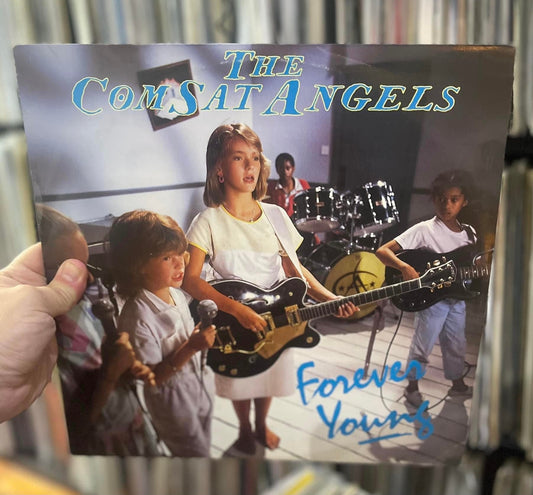 The
ComSat Angels
Forever
Young